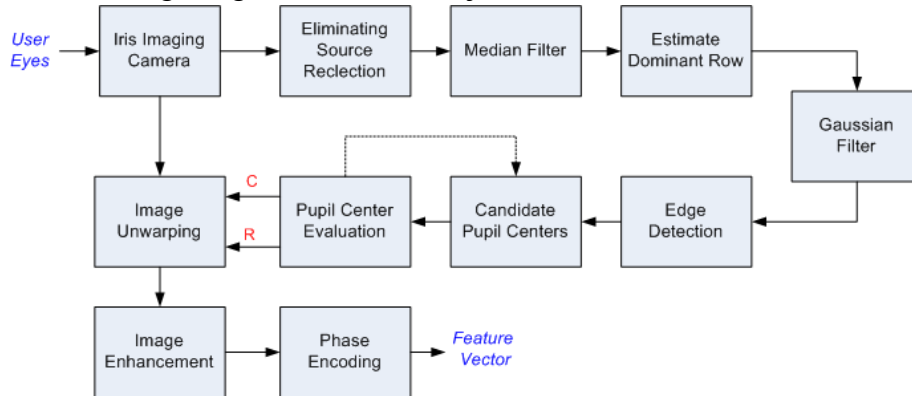 User
Eyes
Iris Imaging
Camera
Eliminating
Source
Reclection
Median Filter
Estimate
Dominant Row
Gaussian
Filter
C
R
Image
Unwarping
Pupil Center
Evaluation
Candidate
Pupil Centers
Edge
Detection
Image
Enhancement
Phase
Encoding
Feature
Vector